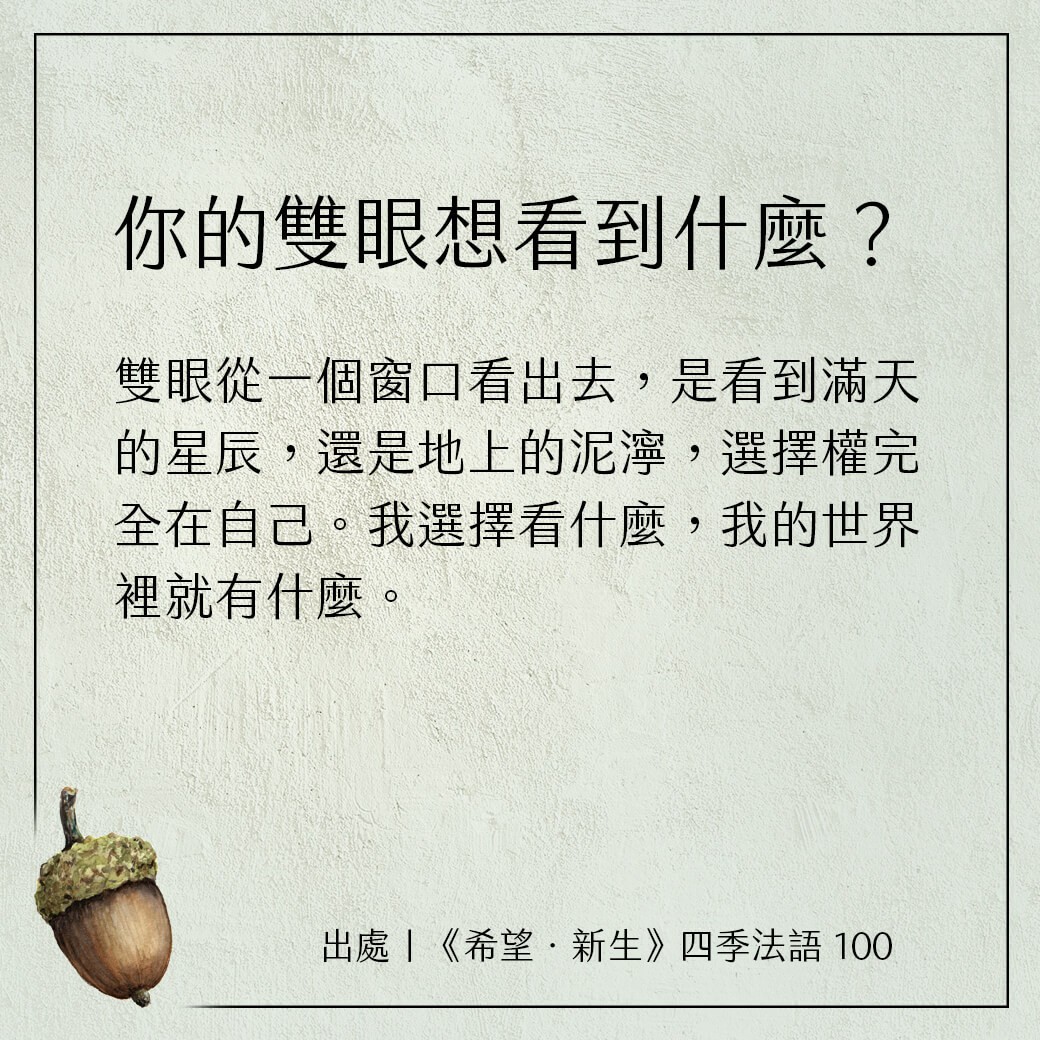 你的雙眼想看到什麼？
雙眼從一個窗口看出去，是看到滿天
的星辰，還是地上的泥濘，選擇權完
全在自己。我選擇看什麼，我的世界
裡就有什麼。
出處｜《希望‧新生》四季法語 100